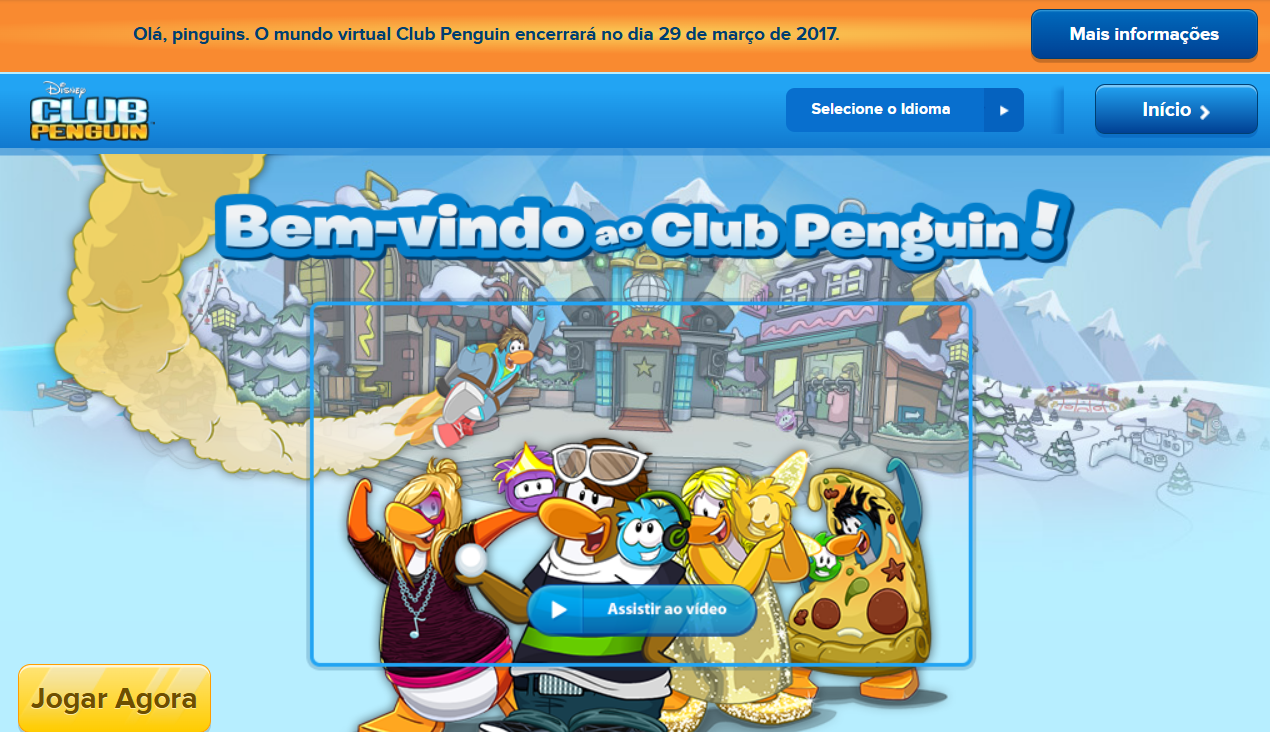 Olá, pinguins. O mundo virtual Club Penguin encerrará no dia 29 de março de 2017.
Mais informações
Disney
CLUB
PENGUIN
Selecione o Idioma
Início
Bem-vindo ao Club Penguin!
Assistir ao vídeo
Jogar Agora